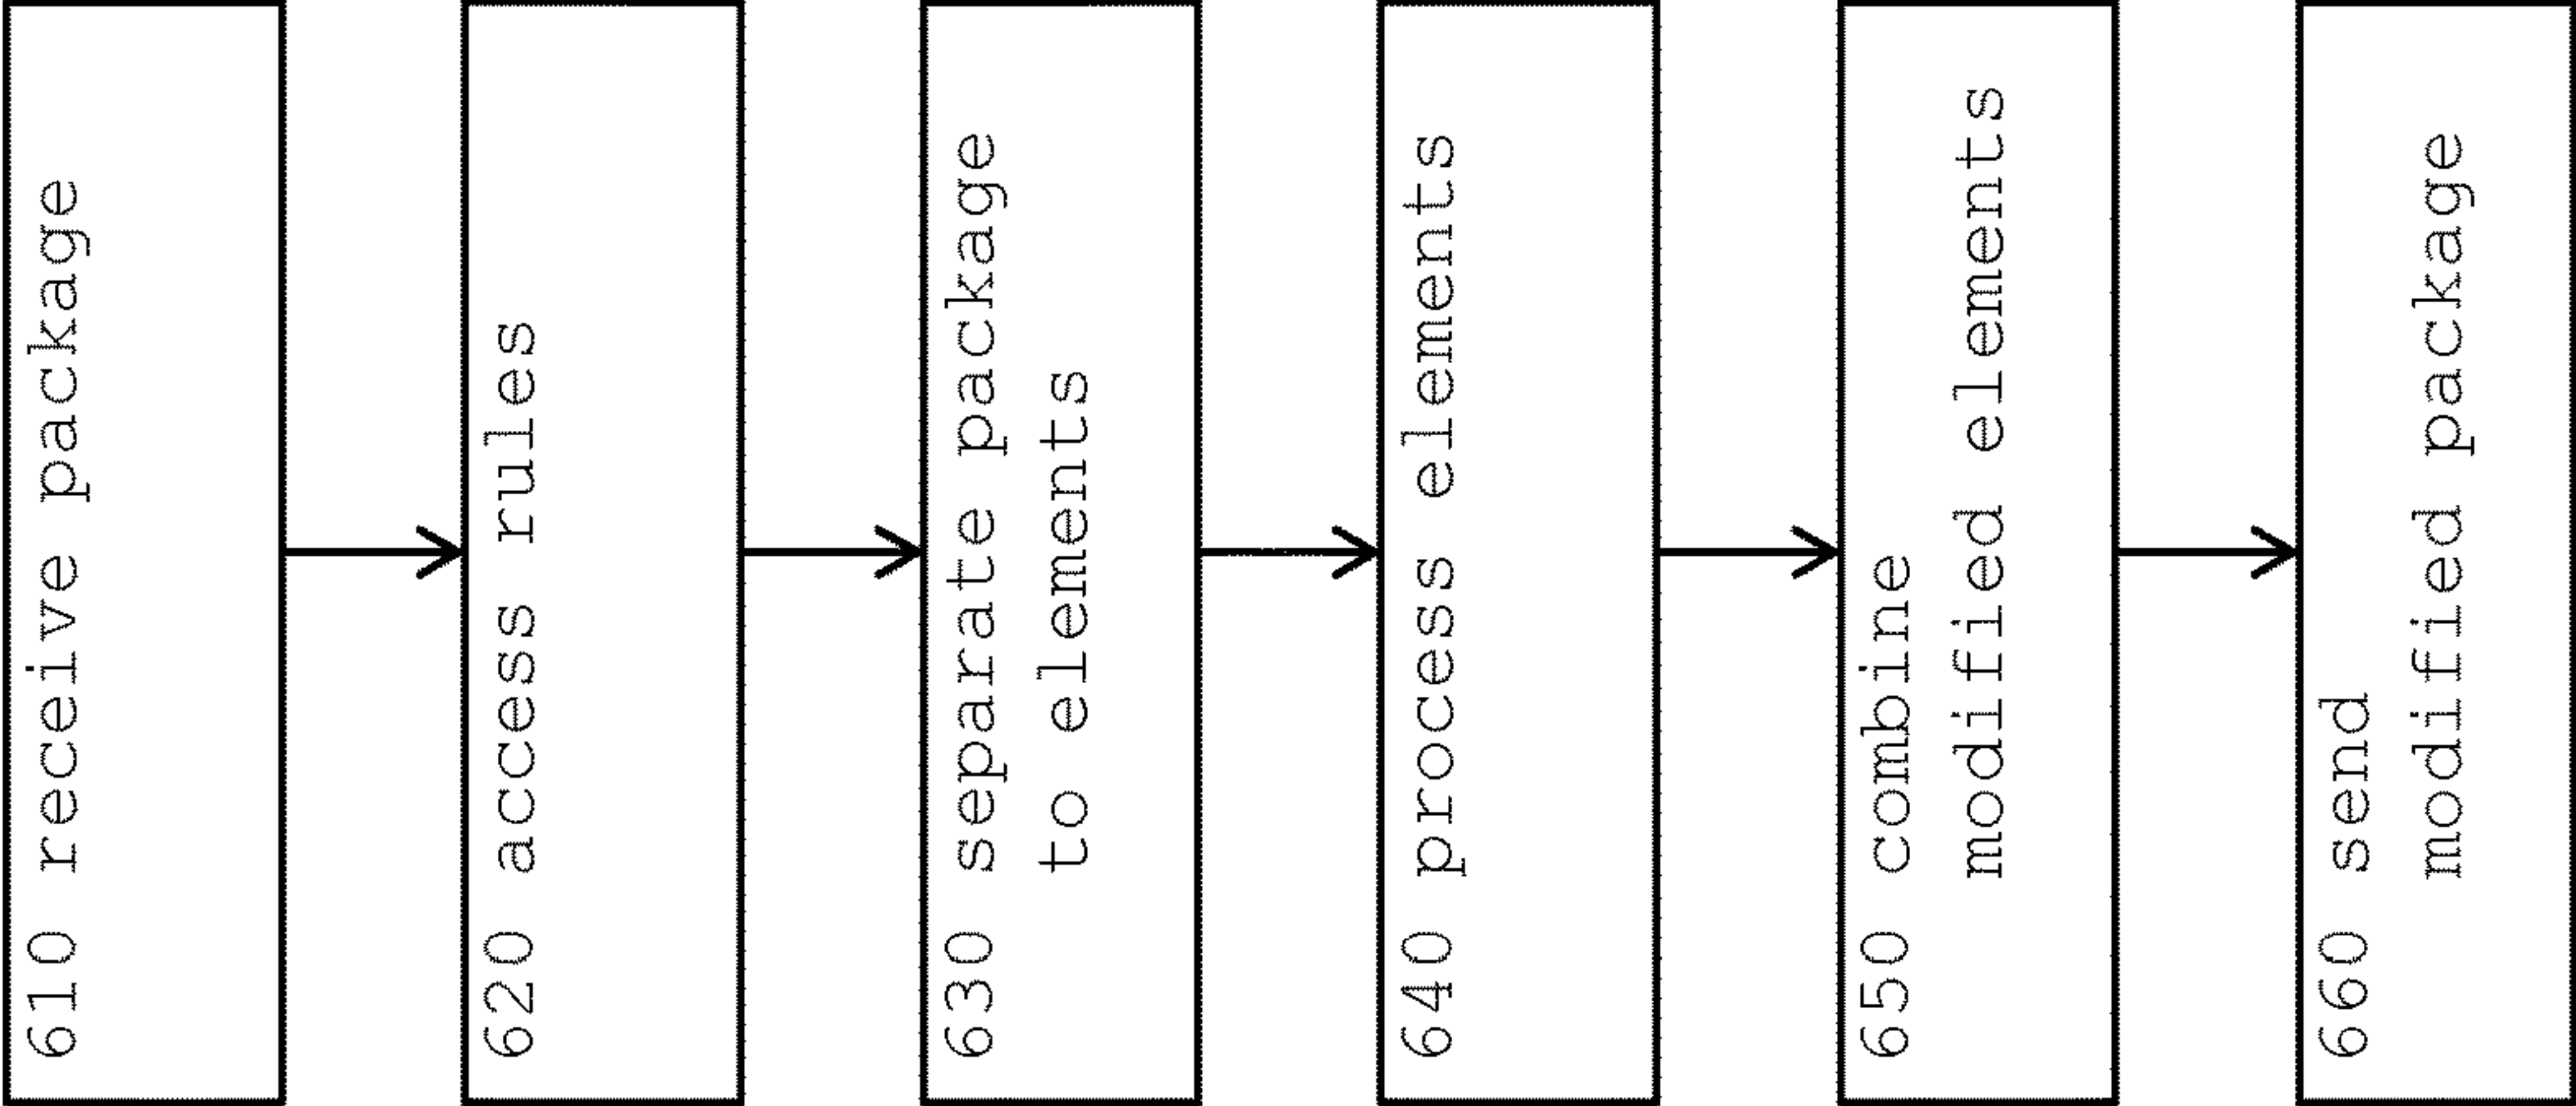 610 receive package
620 access rules
630 separate package
to elements
640 process elements
650 combine
modified elements
660 send
modified package